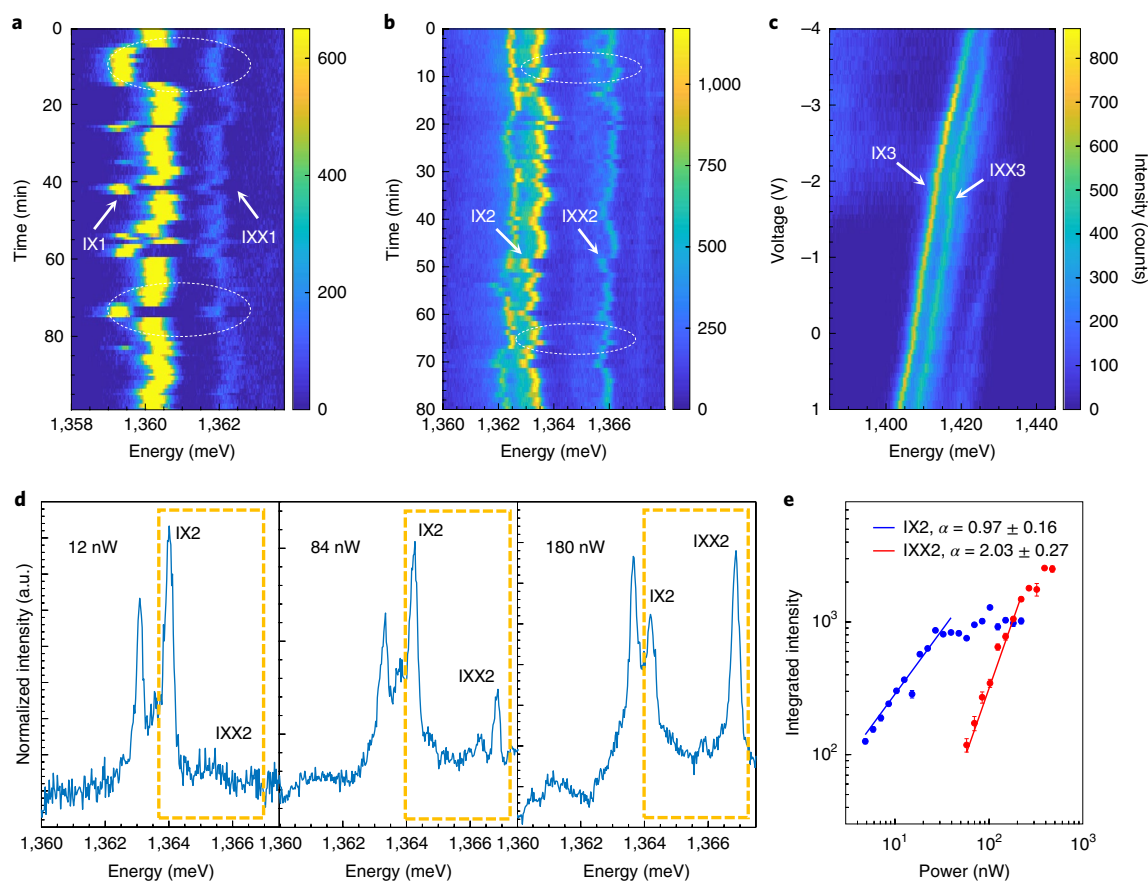 a
0
20
40
60
80
Time (min)
IX1
IXX1
1,358
1,360
1,362
Energy (meV)
600
400
200
0
b
0
10
20
30
40
50
60
70
80
Time (min)
IX2
IXX2
1,360
1,362
1,364
1,366
Energy (meV)
1,000
750
500
250
0
c
−4
−3
−2
−1
0
1
Voltage (V)
IX3
IXX3
1,400
1,420
1,440
Energy (meV)
800
700
600
500
400
300
200
100
0
Intensity (counts)
d
Normalized intensity (a.u.)
12 nW
IX2
IXX2
1,360
1,362
1,364
1,366
Energy (meV)
84 nW
IX2
IXX2
1,360
1,362
1,364
1,366
Energy (meV)
180 nW
IX2
IXX2
1,360
1,362
1,364
1,366
Energy (meV)
e
IX2, α = 0.97 ± 0.16
IXX2, α = 2.03 ± 0.27
Integrated intensity
10³
10²
10¹
10²
10³
Power (nW)